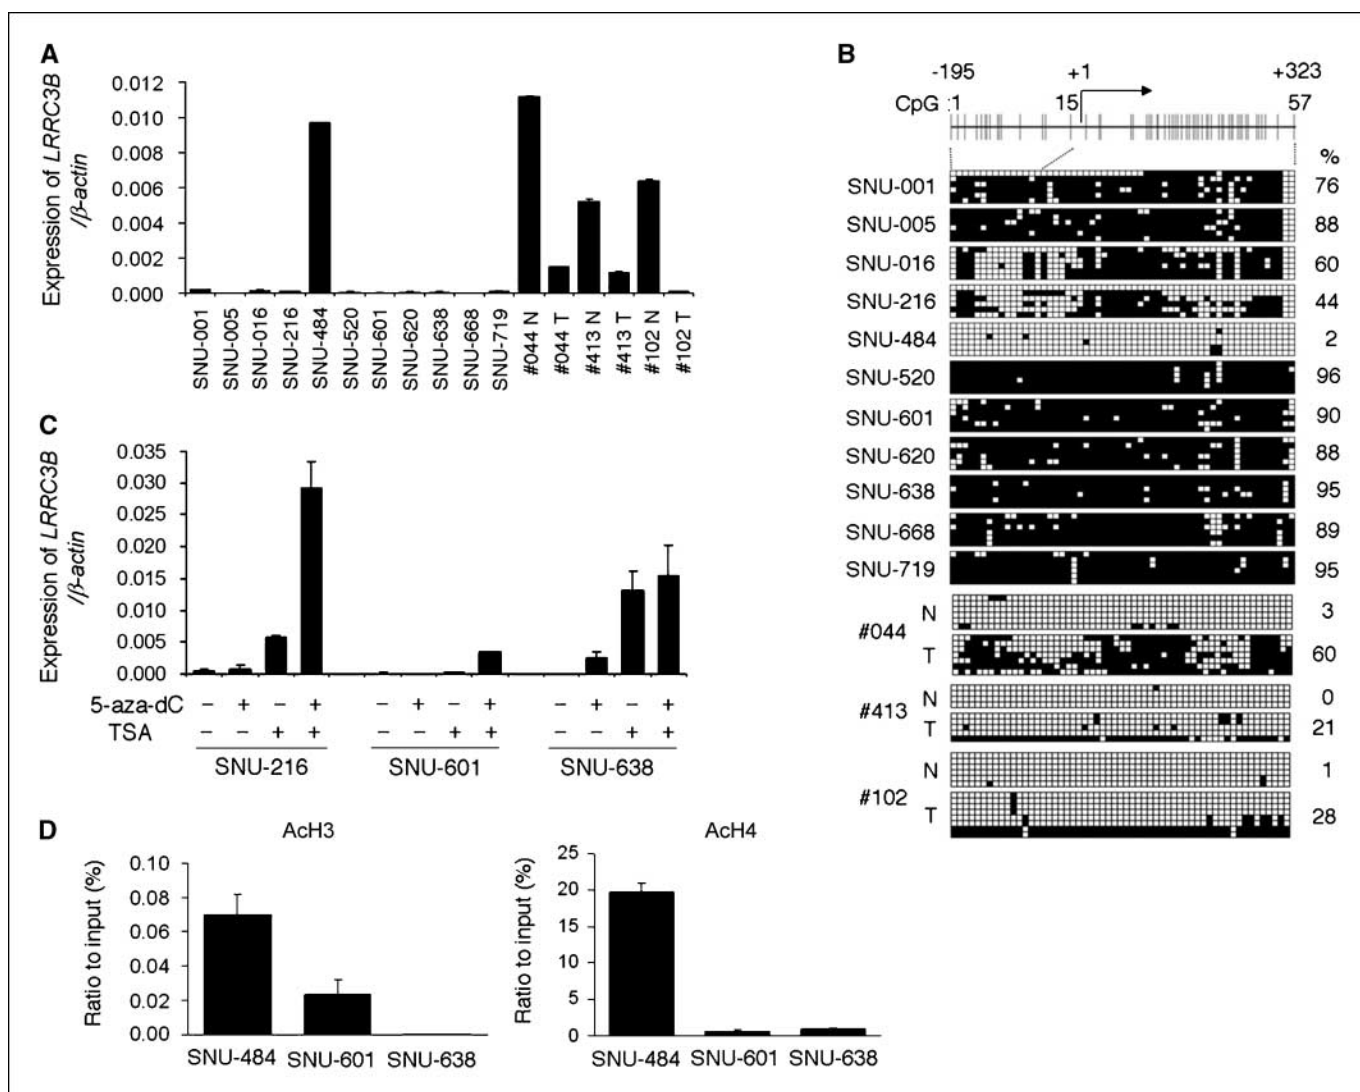 A
Expression of LRRC3B
/β-actin
0.012
0.010
0.008
0.006
0.004
0.002
0.000
SNU-001
SNU-005
SNU-016
SNU-216
SNU-484
SNU-520
SNU-601
SNU-620
SNU-638
SNU-668
SNU-719
#044 N
#044 T
#413 N
#413 T
#102 N
#102 T
B
-195 +1 +323
CpG :1 15 57
%
SNU-001 76
SNU-005 88
SNU-016 60
SNU-216 44
SNU-484 2
SNU-520 96
SNU-601 90
SNU-620 88
SNU-638 95
SNU-668 89
SNU-719 95
#044
N 3
T 60
#413
N 0
T 21
#102
N 1
T 28
C
Expression of LRRC3B
/β-actin
0.035
0.030
0.025
0.020
0.015
0.010
0.005
0.000
5-aza-dC − + − + − + − + − + − +
TSA − − + + − − + + − − + +
SNU-216 SNU-601 SNU-638
D
AcH3
Ratio to input (%)
0.10
0.08
0.06
0.04
0.02
0.00
SNU-484 SNU-601 SNU-638
AcH4
Ratio to input (%)
25
20
15
10
5
0
SNU-484 SNU-601 SNU-638